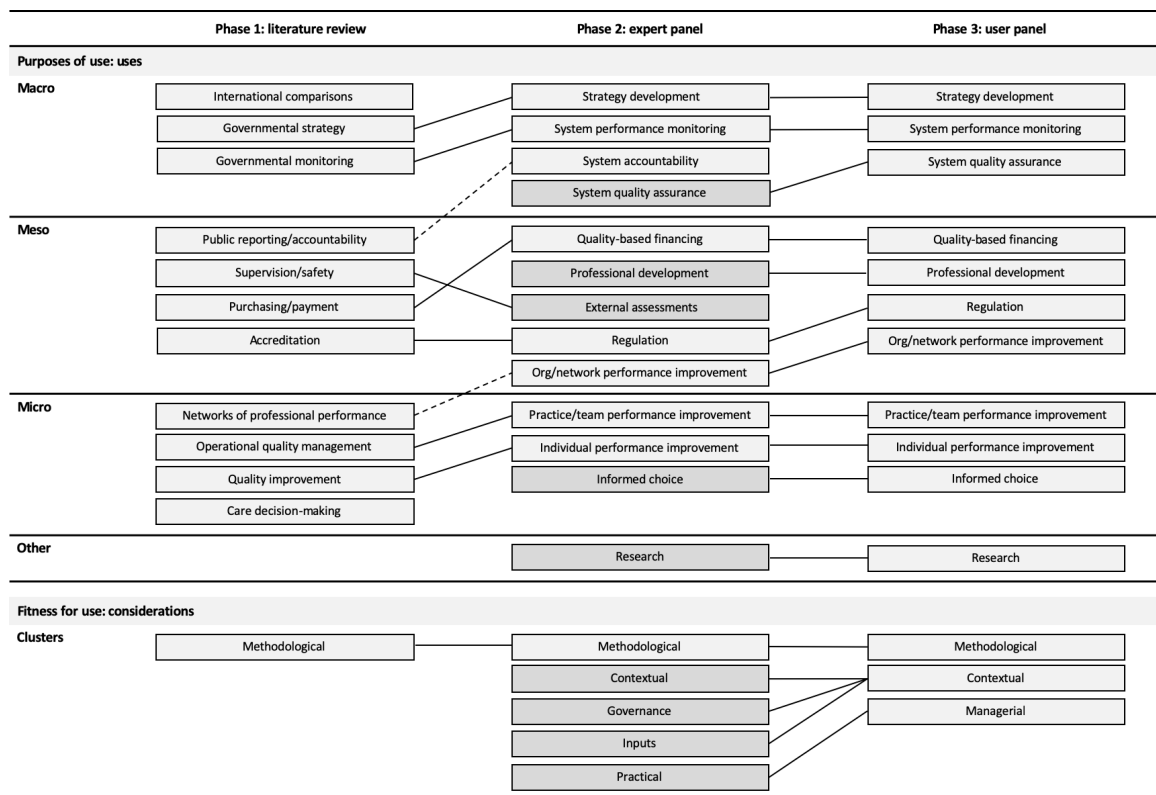 Phase 1: literature review Phase 2: expert panel Phase 3: user panel
Purposes of use: uses
Macro
International comparisons Strategy development Strategy development
Governmental strategy System performance monitoring System performance monitoring
Governmental monitoring System accountability System quality assurance
System quality assurance
Meso
Public reporting/accountability Quality-based financing Quality-based financing
Supervision/safety Professional development Professional development
Purchasing/payment External assessments Regulation
Accreditation Regulation Org/network performance improvement
Org/network performance improvement
Micro
Networks of professional performance Practice/team performance improvement Practice/team performance improvement
Operational quality management Individual performance improvement Individual performance improvement
Quality improvement Informed choice Informed choice
Care decision-making
Other
Research Research
Fitness for use: considerations
Clusters
Methodological Methodological Methodological
Contextual Contextual
Governance Managerial
Inputs
Practical